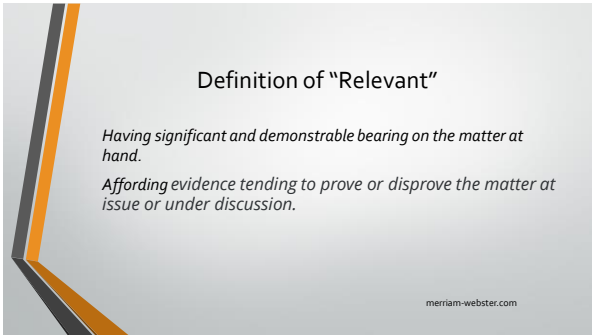 Definition of “Relevant”
Having significant and demonstrable bearing on the matter at
hand.
Affording evidence tending to prove or disprove the matter at
issue or under discussion.
merriam-webster.com